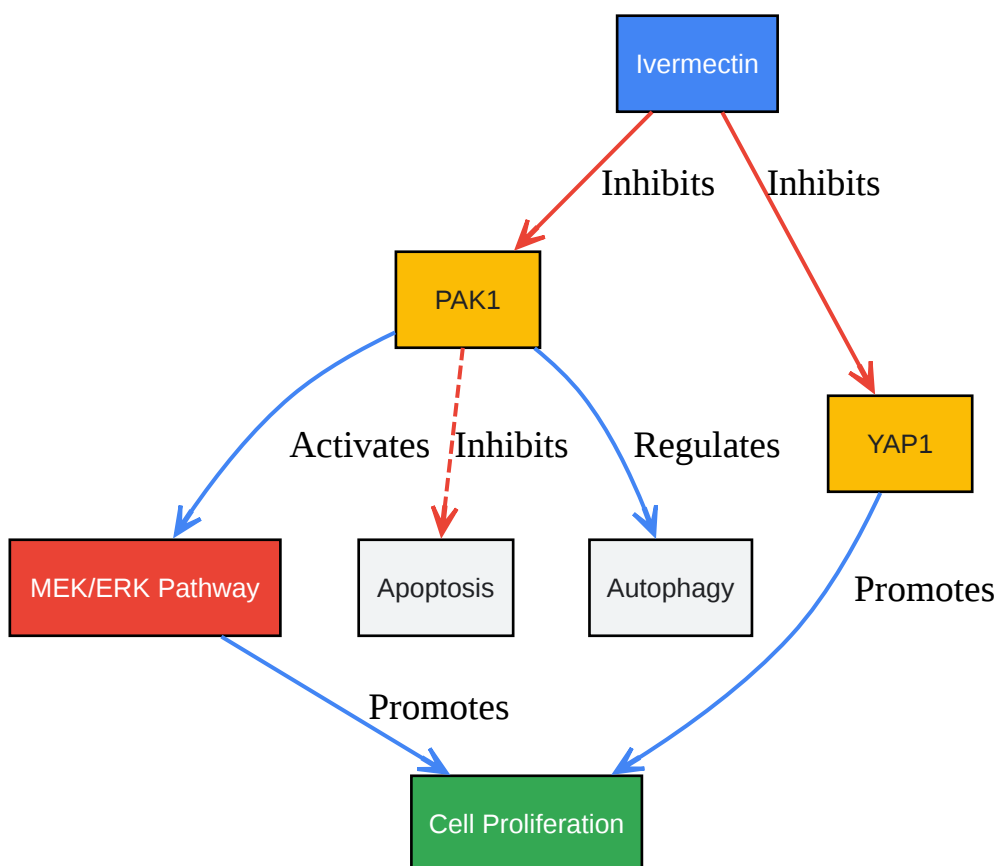 Ivermectin
Inhibits
Inhibits
PAK1
Activates
Inhibits
Regulates
YAP1
MEK/ERK Pathway
Apoptosis
Autophagy
Promotes
Promotes
Cell Proliferation